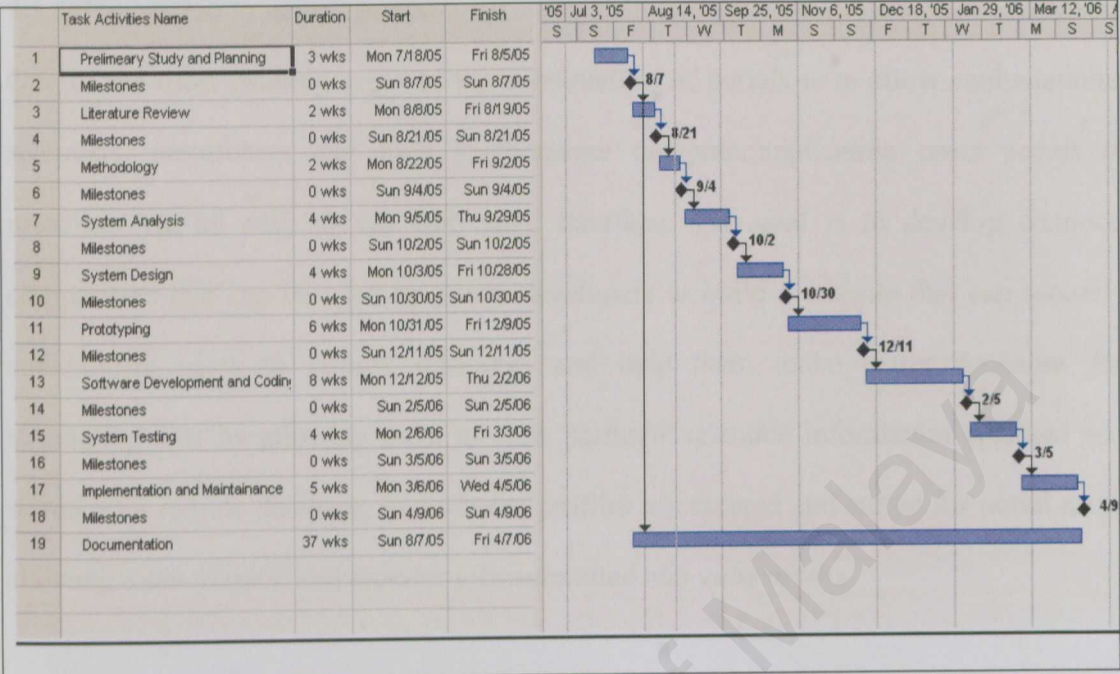 Task Activities Name Duration Start Finish '05 Jul 3, '05 Aug 14, '05 Sep 25, '05 Nov 6, '05 Dec 18, '05 Jan 29, '06 Mar 12, '06
S S F T W T M S S F T W T M S T
1 Prelimeary Study and Planning 3 wks Mon 7/18/05 Fri 8/5/05
2 Milestones 0 wks Sun 8/7/05 Sun 8/7/05 8/7
3 Literature Review 2 wks Mon 8/8/05 Fri 8/19/05
4 Milestones 0 wks Sun 8/21/05 Sun 8/21/05 8/21
5 Methodology 2 wks Mon 8/22/05 Fri 9/2/05
6 Milestones 0 wks Sun 9/4/05 Sun 9/4/05 9/4
7 System Analysis 4 wks Mon 9/5/05 Thu 9/29/05
8 Milestones 0 wks Sun 10/2/05 Sun 10/2/05 10/2
9 System Design 4 wks Mon 10/3/05 Fri 10/28/05
10 Milestones 0 wks Sun 10/30/05 Sun 10/30/05 10/30
11 Prototyping 6 wks Mon 10/31/05 Fri 12/9/05
12 Milestones 0 wks Sun 12/11/05 Sun 12/11/05 12/11
13 Software Development and Coding 8 wks Mon 12/12/05 Thu 2/2/06
14 Milestones 0 wks Sun 2/5/06 Sun 2/5/06 2/5
15 System Testing 4 wks Mon 2/6/06 Fri 3/3/06
16 Milestones 0 wks Sun 3/5/06 Sun 3/5/06 3/5
17 Implementation and Maintainance 5 wks Mon 3/6/06 Wed 4/5/06
18 Milestones 0 wks Sun 4/9/06 Sun 4/9/06 4/9
19 Documentation 37 wks Sun 8/7/05 Fri 4/7/06
of Malaya